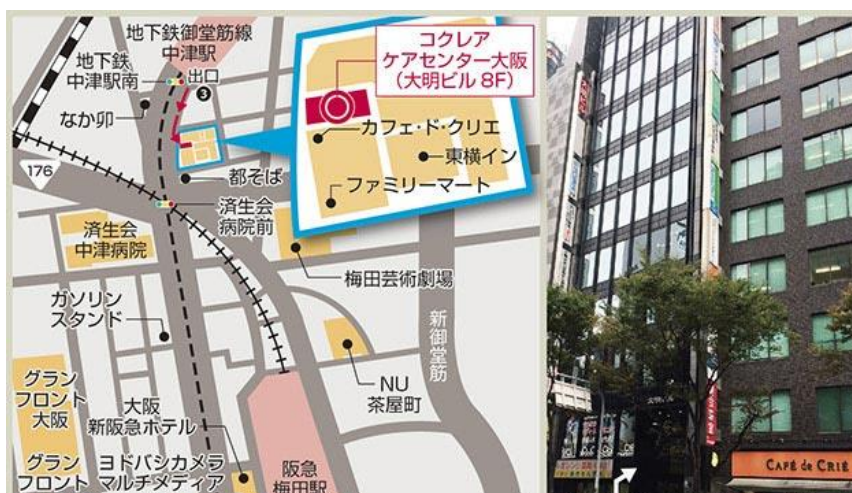 地下鉄御堂筋線
中津駅
地下鉄
中津駅南
出口
3
なか卯
コクレア
ケアセンター大阪
(大明ビル 8F)
カフェ・ド・クリエ
東横イン
ファミリーマート
176
都そば
済生会
病院前
済生会
中津病院
梅田芸術劇場
ガソリン
スタンド
新御堂筋
NU
茶屋町
グラン
フロント
大阪
大阪
新阪急ホテル
グラン
フロント
ヨドバシカメラ
マルチメディア
阪急
梅田駅
大明ビル
CAFÉ de CRIÉ